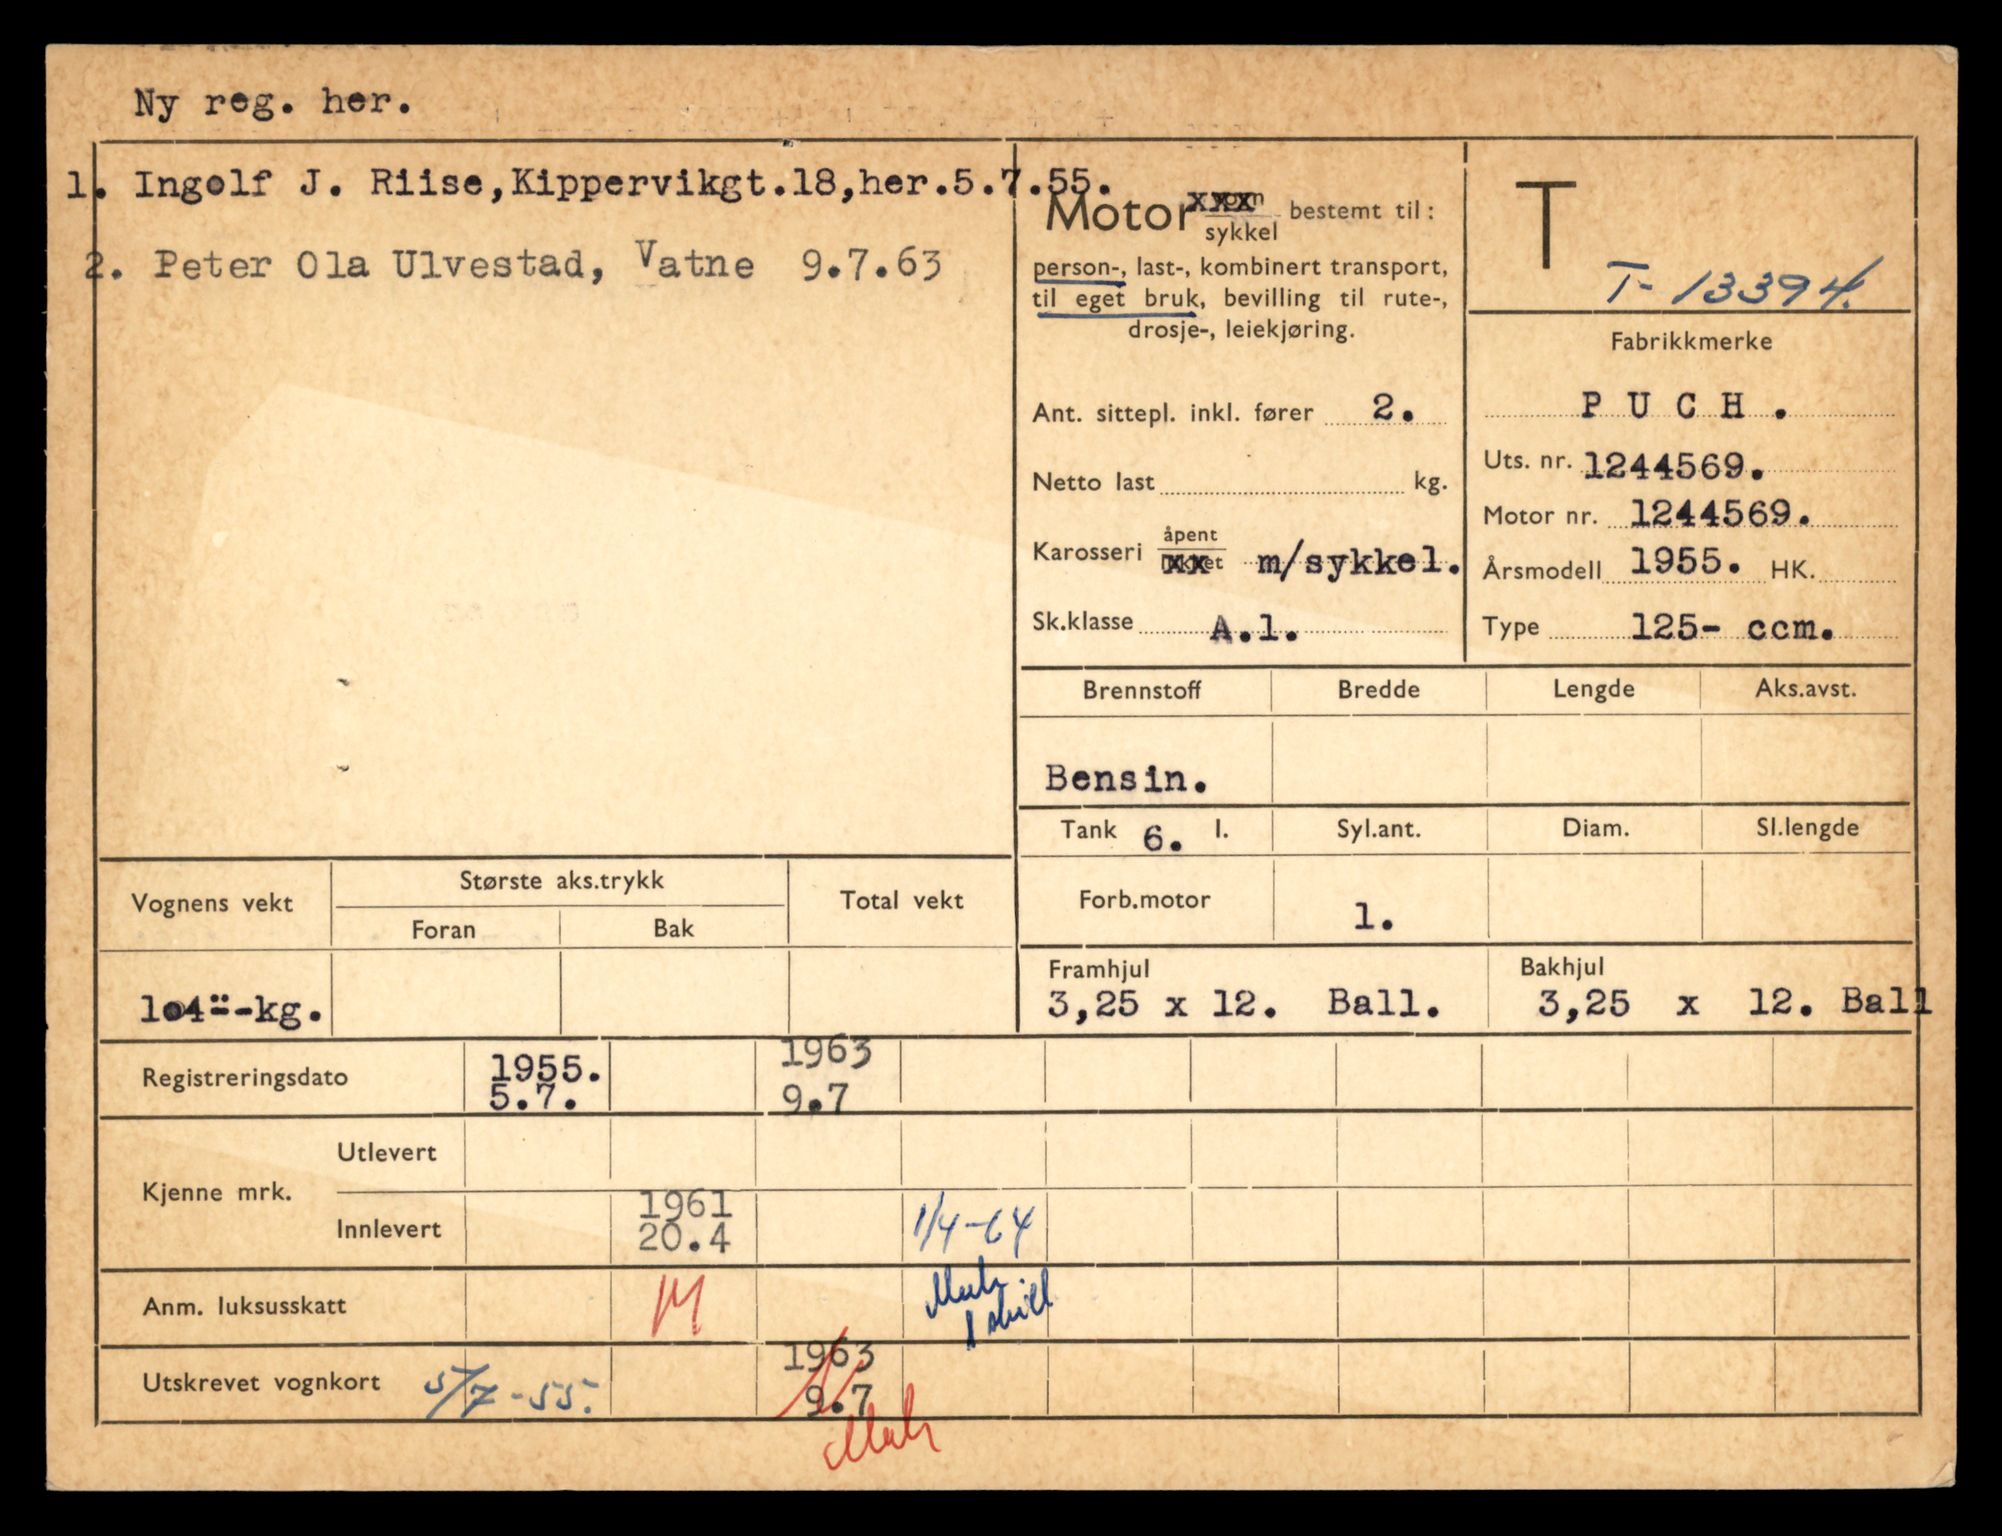 Ny reg. her.
1. Ingolf J. Riise,Kippervikgt.18,her.5.7.55.
2. Peter Ola Ulvestad, Vatne 9.7.63
Motor
sykkel
bestemt til:
person-, last-, kombinert transport,
til eget bruk, bevilling til rute-,
drosje-, leiekjøring.
Ant. sittepl. inkl. fører 2.
Netto last kg.
Karosseri åpent xx m/sykkel.
Sk.klasse A.1.
T
T-13394.
Fabrikkmerke
PUCH.
Uts. nr. 1244569.
Motor nr. 1244569.
Årsmodell 1955. HK.
Type 125- ccm.
Brennstoff Bredde Lengde Aks.avst.
Bensin.
Tank 6. l. Syl.ant. Diam. Sl.lengde
Forb.motor 1.
Framhjul Bakhjul
3,25 x 12. Ball. 3,25 x 12. Ball
Vognens vekt Største aks.trykk Total vekt
Foran Bak
104--kg.
Registreringsdato 1955. 1963
5.7. 9.7
Kjenne mrk. Utlevert
Innlevert 1961 1/4-64
20.4
Anm. luksusskatt M
1 skilt
Utskrevet vognkort 5/7-55. 1963
9.7